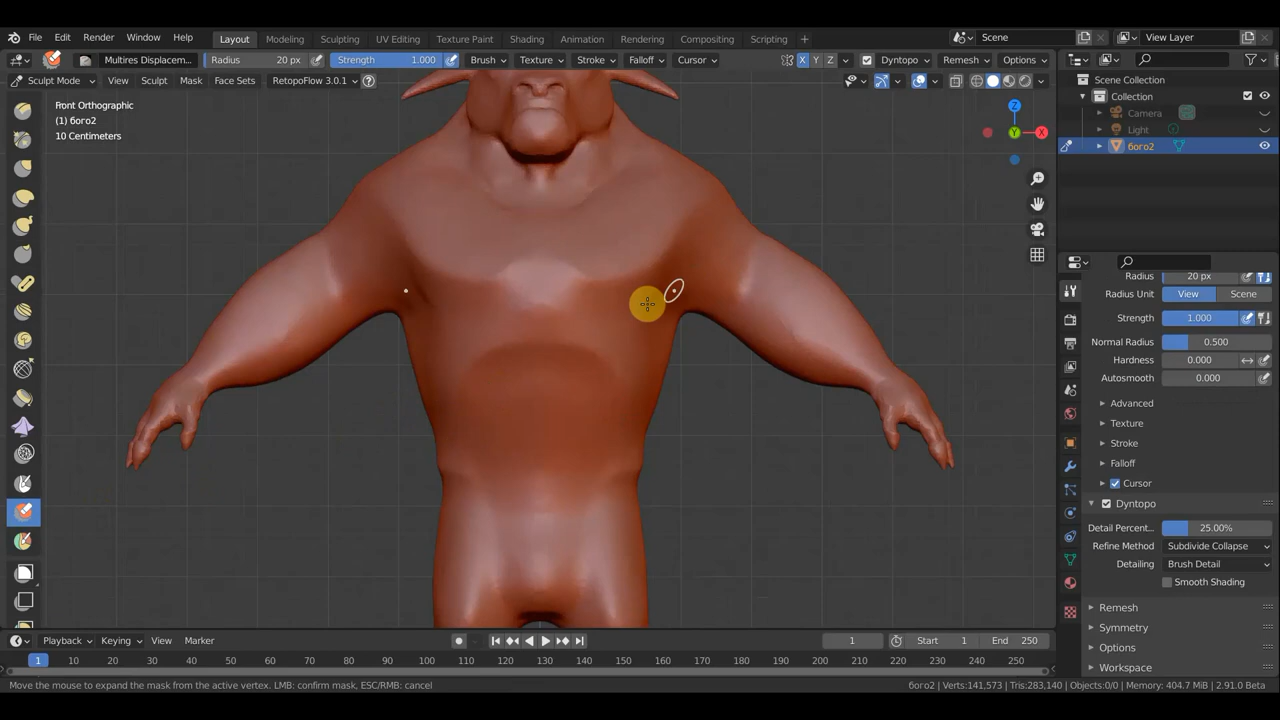 File Edit Render Window Help Layout Modeling Sculpting UV Editing Texture Paint Shading Animation Rendering Compositing Scripting + Scene View Layer
Multires Displacem... Radius 20 px Strength 1.000 Brush Texture Stroke Falloff Cursor X Y Z Dyntopo Remesh Options
Sculpt Mode View Sculpt Mask Face Sets RetopoFlow 3.0.1 ?
Front Orthographic
(1) 6oro2
10 Centimeters
Z
Y
X
Scene Collection
Collection
Camera
Light
6oro2
Radius 20 px
Radius Unit View Scene
Strength 1.000
Normal Radius 0.500
Hardness 0.000
Autosmooth 0.000
Advanced
Texture
Stroke
Falloff
Cursor
Dyntopo
Detail Percent... 25.00%
Refine Method Subdivide Collapse
Detailing Brush Detail
Smooth Shading
Remesh
Symmetry
Options
Workspace
Playback Keying View Marker 1 Start 1 End 250
1 10 20 30 40 50 60 70 80 90 100 110 120 130 140 150 160 170 180 190 200 210 220 230 240 250
Move the mouse to expand the mask from the active vertex. LMB: confirm mask, ESC/RMB: cancel
6oro2 | Verts:141,573 | Tris:283,140 | Objects:0/0 | Memory: 404.7 MiB | 2.91.0 Beta